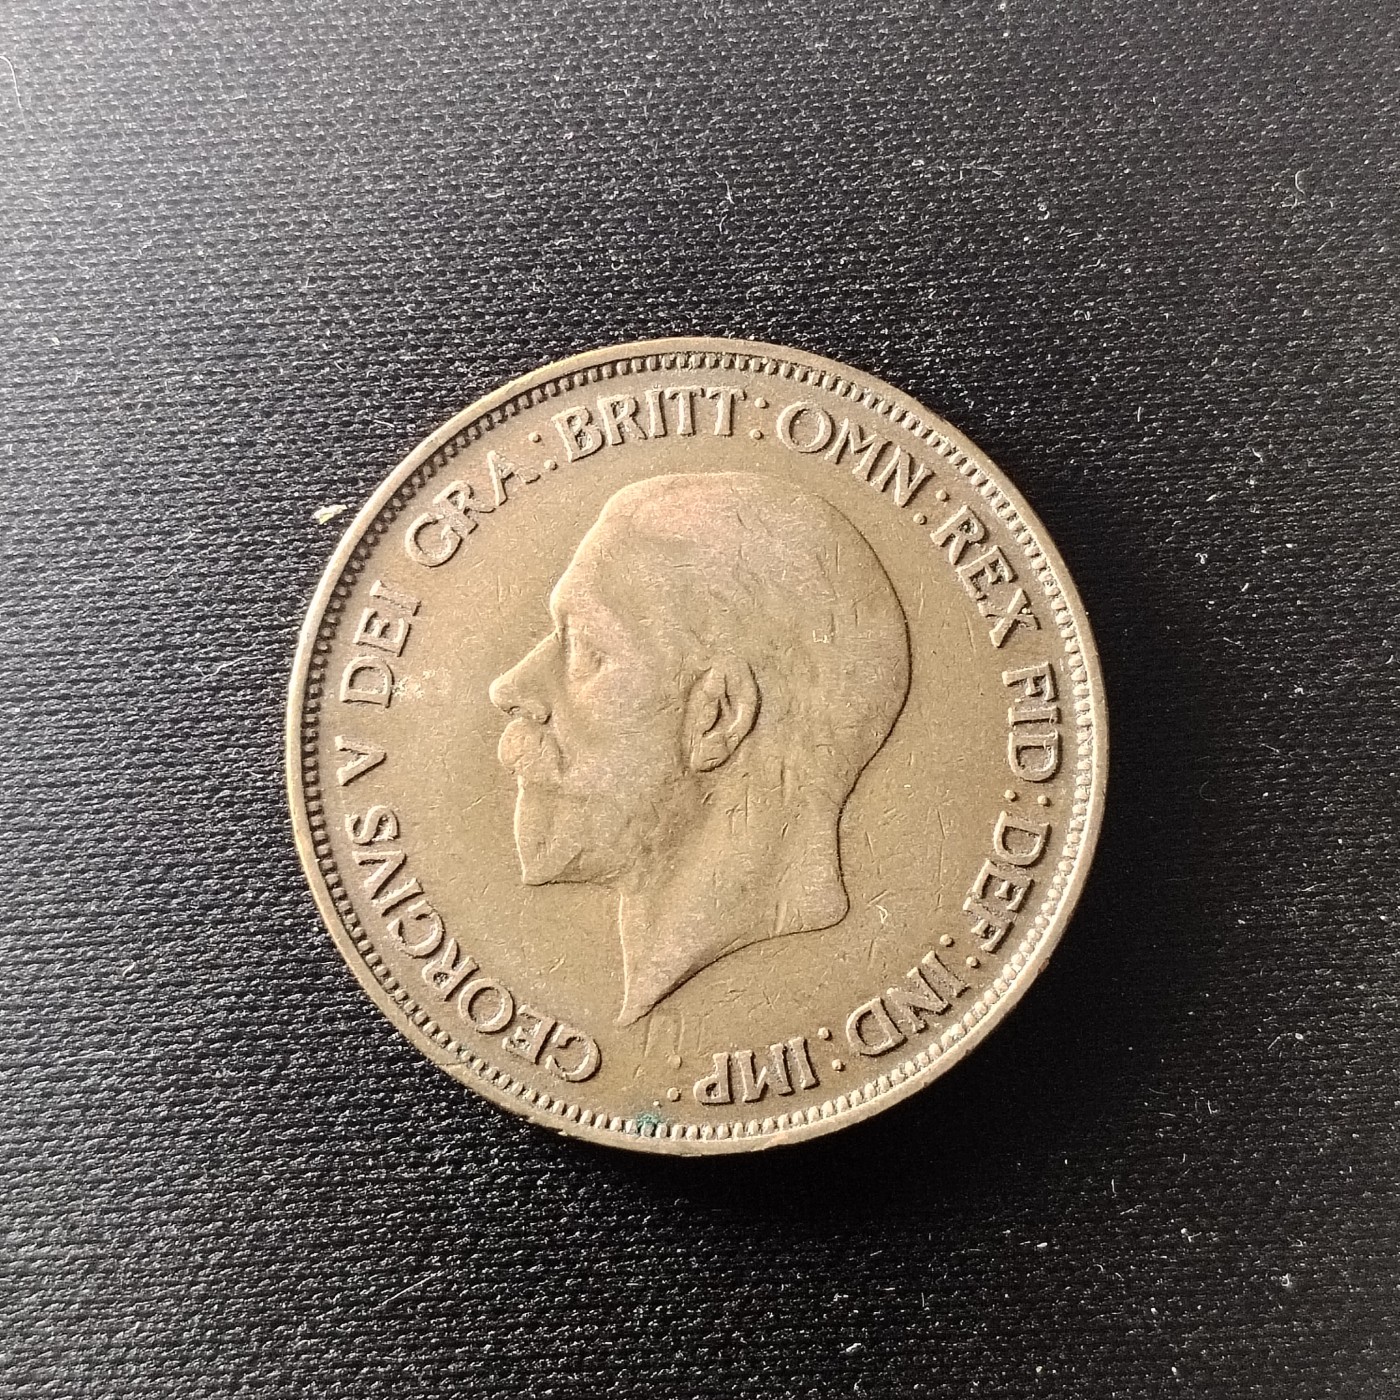 GEORGIVS V DEI GRA: BRITT: OMN: REX FID: DEF: IND: IMP: